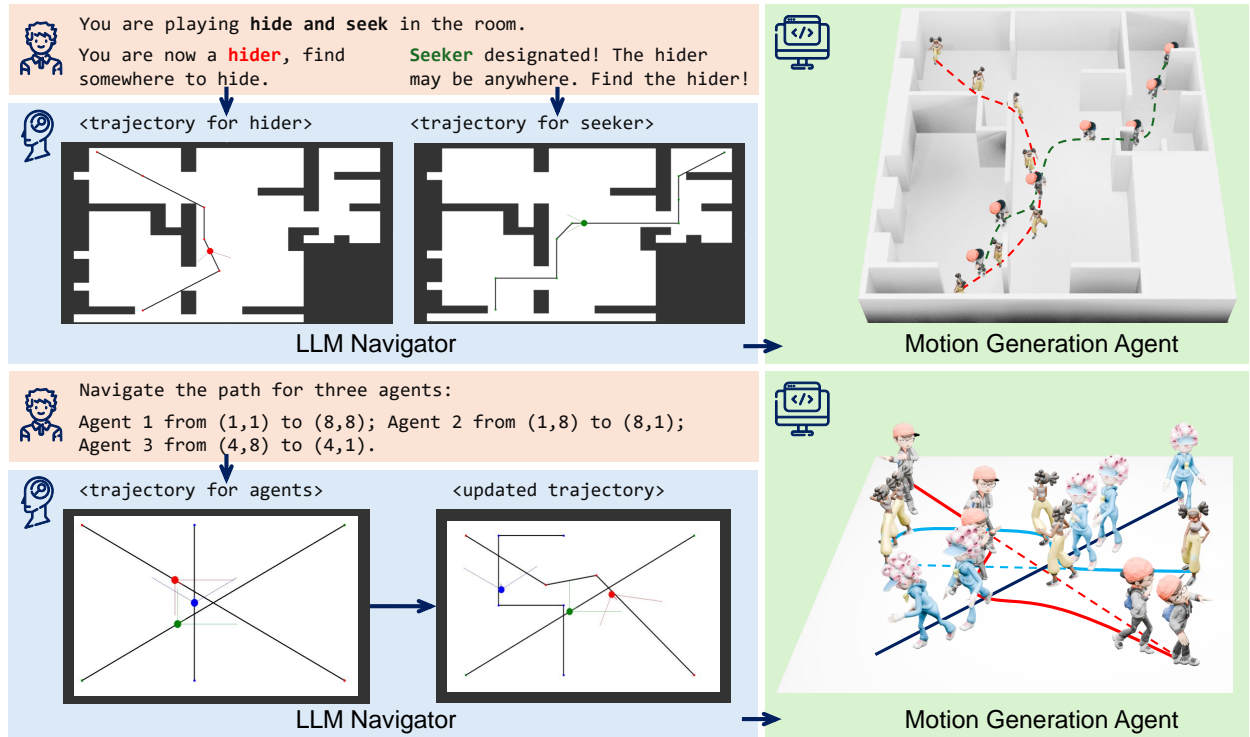 You are playing hide and seek in the room.
You are now a hider, find
somewhere to hide.
Seeker designated! The hider
may be anywhere. Find the hider!
<trajectory for hider>
<trajectory for seeker>
LLM Navigator
</>
Motion Generation Agent
Navigate the path for three agents:
Agent 1 from (1,1) to (8,8); Agent 2 from (1,8) to (8,1);
Agent 3 from (4,8) to (4,1).
<trajectory for agents>
<updated trajectory>
LLM Navigator
</>
Motion Generation Agent